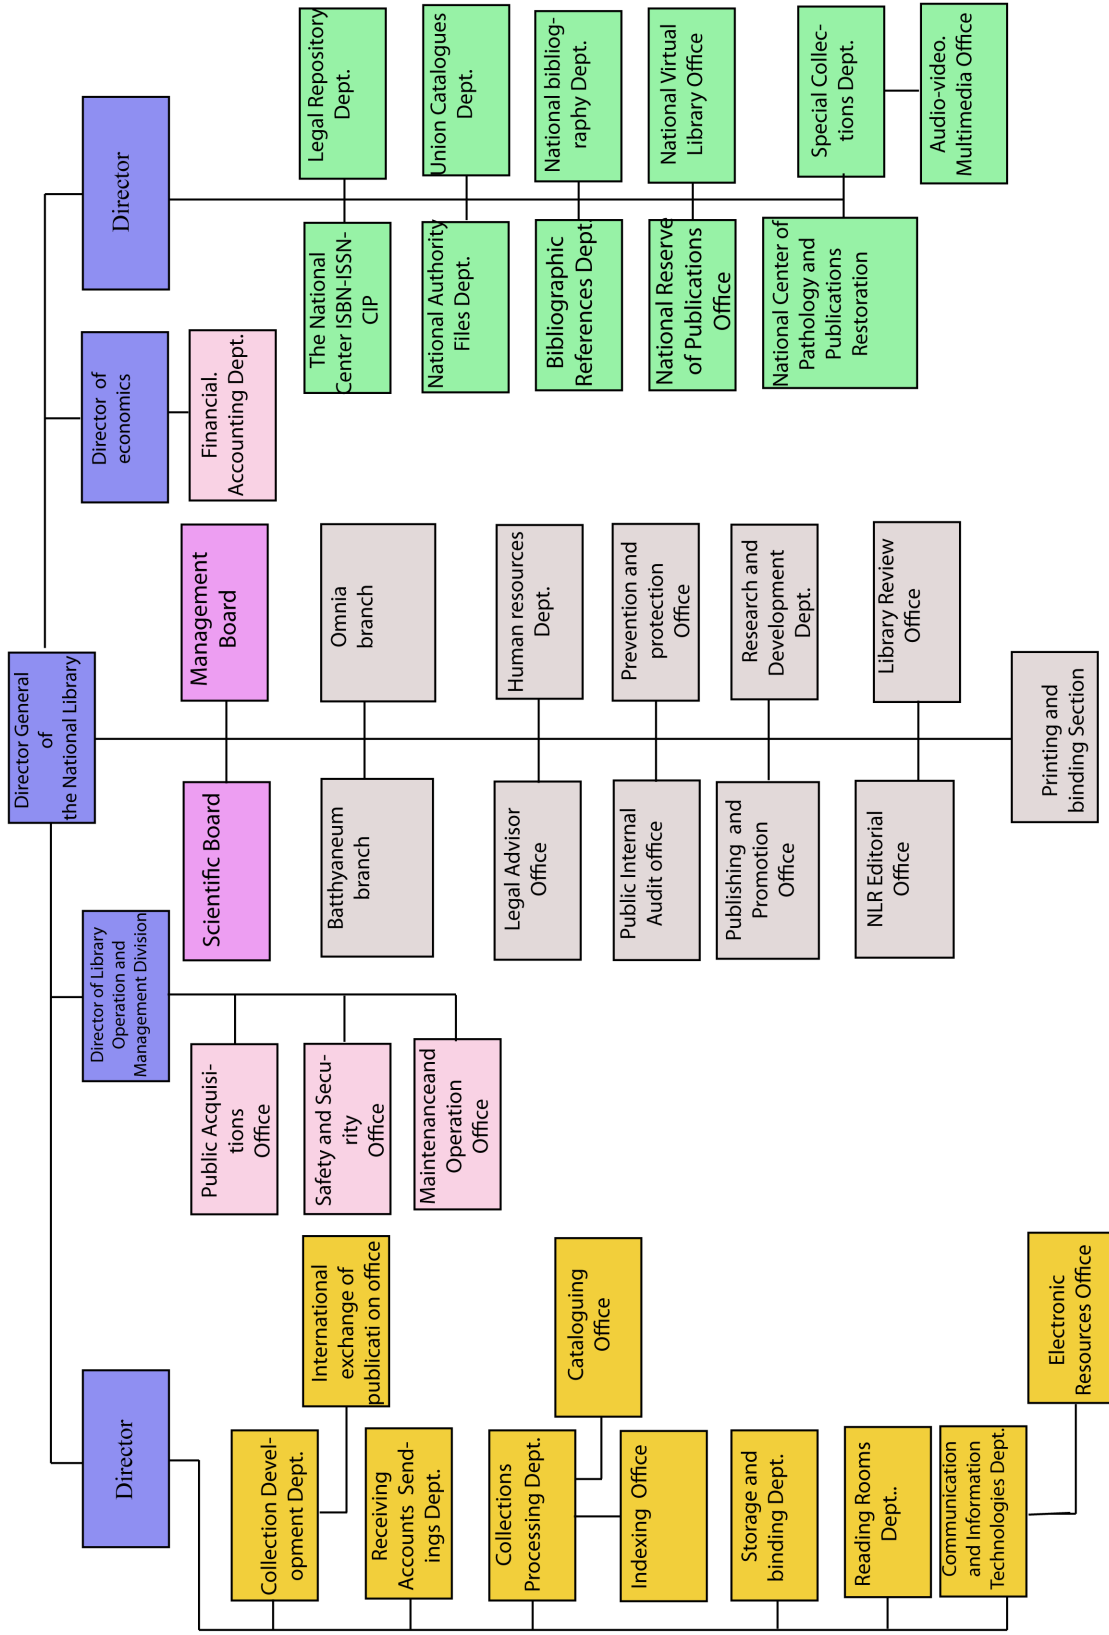 Director General
of
the National Library
Director
Director of Library
Operation and
Management Division
Director of
economics
Director
Scientific Board
Management
Board
Batthyaneum
branch
Omnia
branch
Legal Advisor
Office
Human resources
Dept.
Public Internal
Audit office
Prevention and
protection
Office
Publishing and
Promotion
Office
Research and
Development
Dept.
NLR Editorial
Office
Library Review
Office
Printing and
binding Section
Collection Devel-
opment Dept.
International
exchange of
publicati on office
Receiving
Accounts Send-
ings Dept.
Collections
Processing Dept.
Cataloguing
Office
Indexing Office
Storage and
binding Dept.
Reading Rooms
Dept..
Communication
and Information
Technologies Dept.
Electronic
Resources Office
Public Acquisi-
tions
Office
Safety and Secu-
rity
Office
Maintenanceand
Operation
Office
Financial.
Accounting Dept.
The National
Center ISBN-ISSN-
CIP
Legal Repository
Dept.
National Authority
Files Dept.
Union Catalogues
Dept.
Bibliographic
References Dept.
National bibliog-
raphy Dept.
National Reserve
of Publications
Office
National Virtual
Library Office
National Center of
Pathology and
Publications
Restoration
Special Collec-
tions Dept.
Audio-video.
Multimedia Office